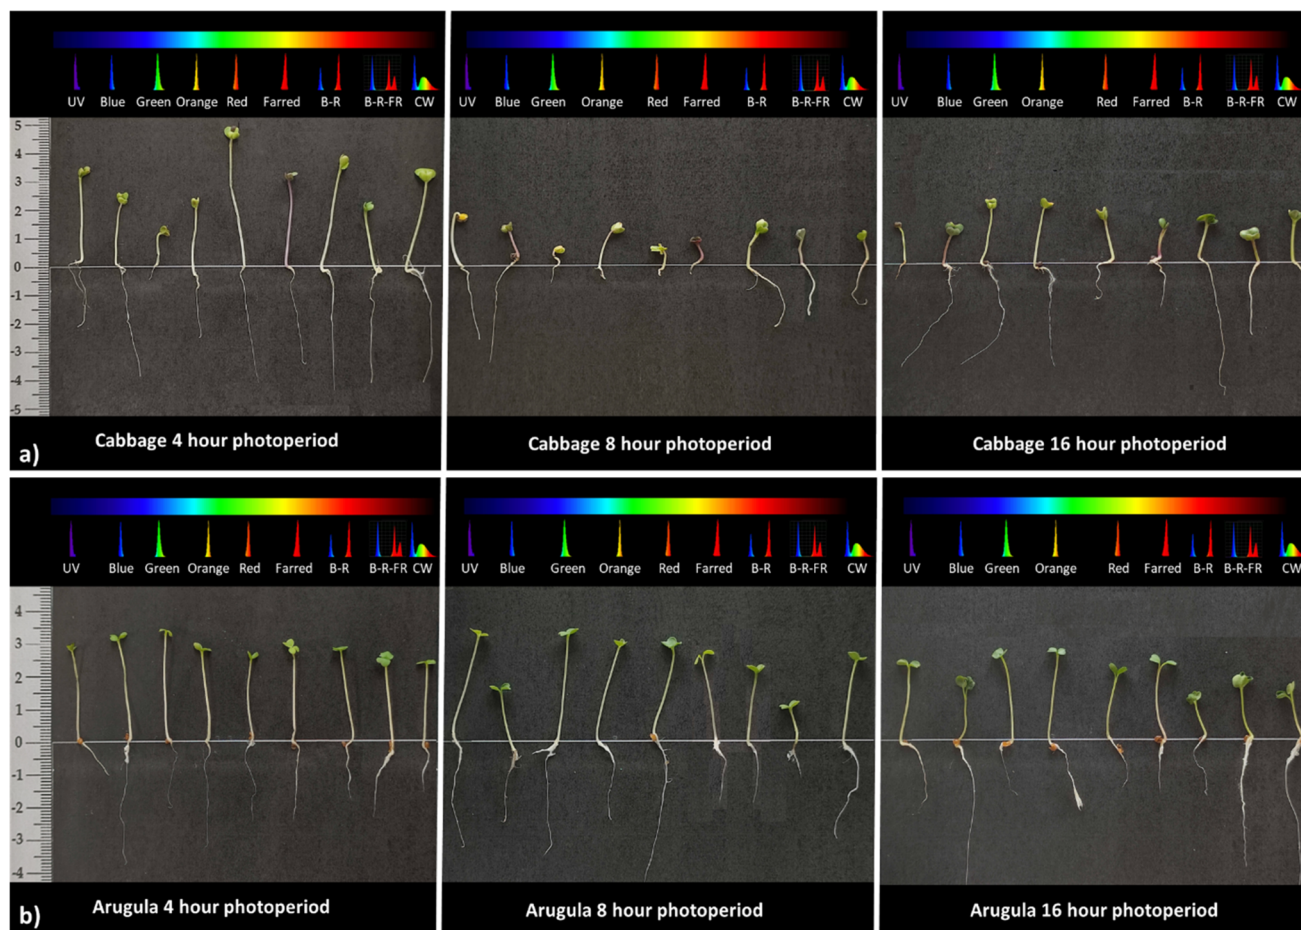 UV Blue Green Orange Red Farred B-R B-R-FR CW
5
4
3
2
1
0
-1
-2
-3
-4
-5
a)
Cabbage 4 hour photoperiod
UV Blue Green Orange Red Farred B-R B-R-FR CW
Cabbage 8 hour photoperiod
UV Blue Green Orange Red Farred B-R B-R-FR CW
Cabbage 16 hour photoperiod
UV Blue Green Orange Red Farred B-R B-R-FR CW
4
3
2
1
0
-1
-2
-3
-4
b)
Arugula 4 hour photoperiod
UV Blue Green Orange Red Farred B-R B-R-FR CW
Arugula 8 hour photoperiod
UV Blue Green Orange Red Farred B-R B-R-FR CW
Arugula 16 hour photoperiod